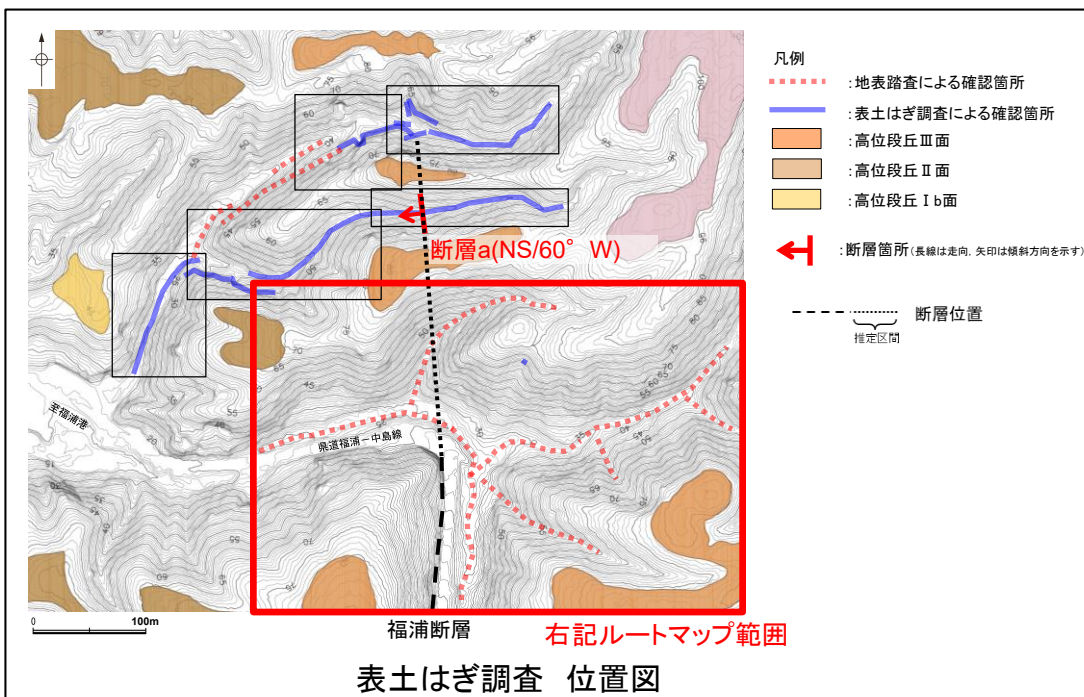 凡例
:地表踏査による確認箇所
:表土はぎ調査による確認箇所
:高位段丘Ⅲ面
:高位段丘Ⅱ面
:高位段丘Ⅰb面
:断層箇所(長線は走向,矢印は傾斜方向を示す)
断層位置
推定区間
断層a(NS/60°W)
至福浦港
県道福浦-中島線
0 100m
福浦断層
右記ルートマップ範囲
表土はぎ調査 位置図